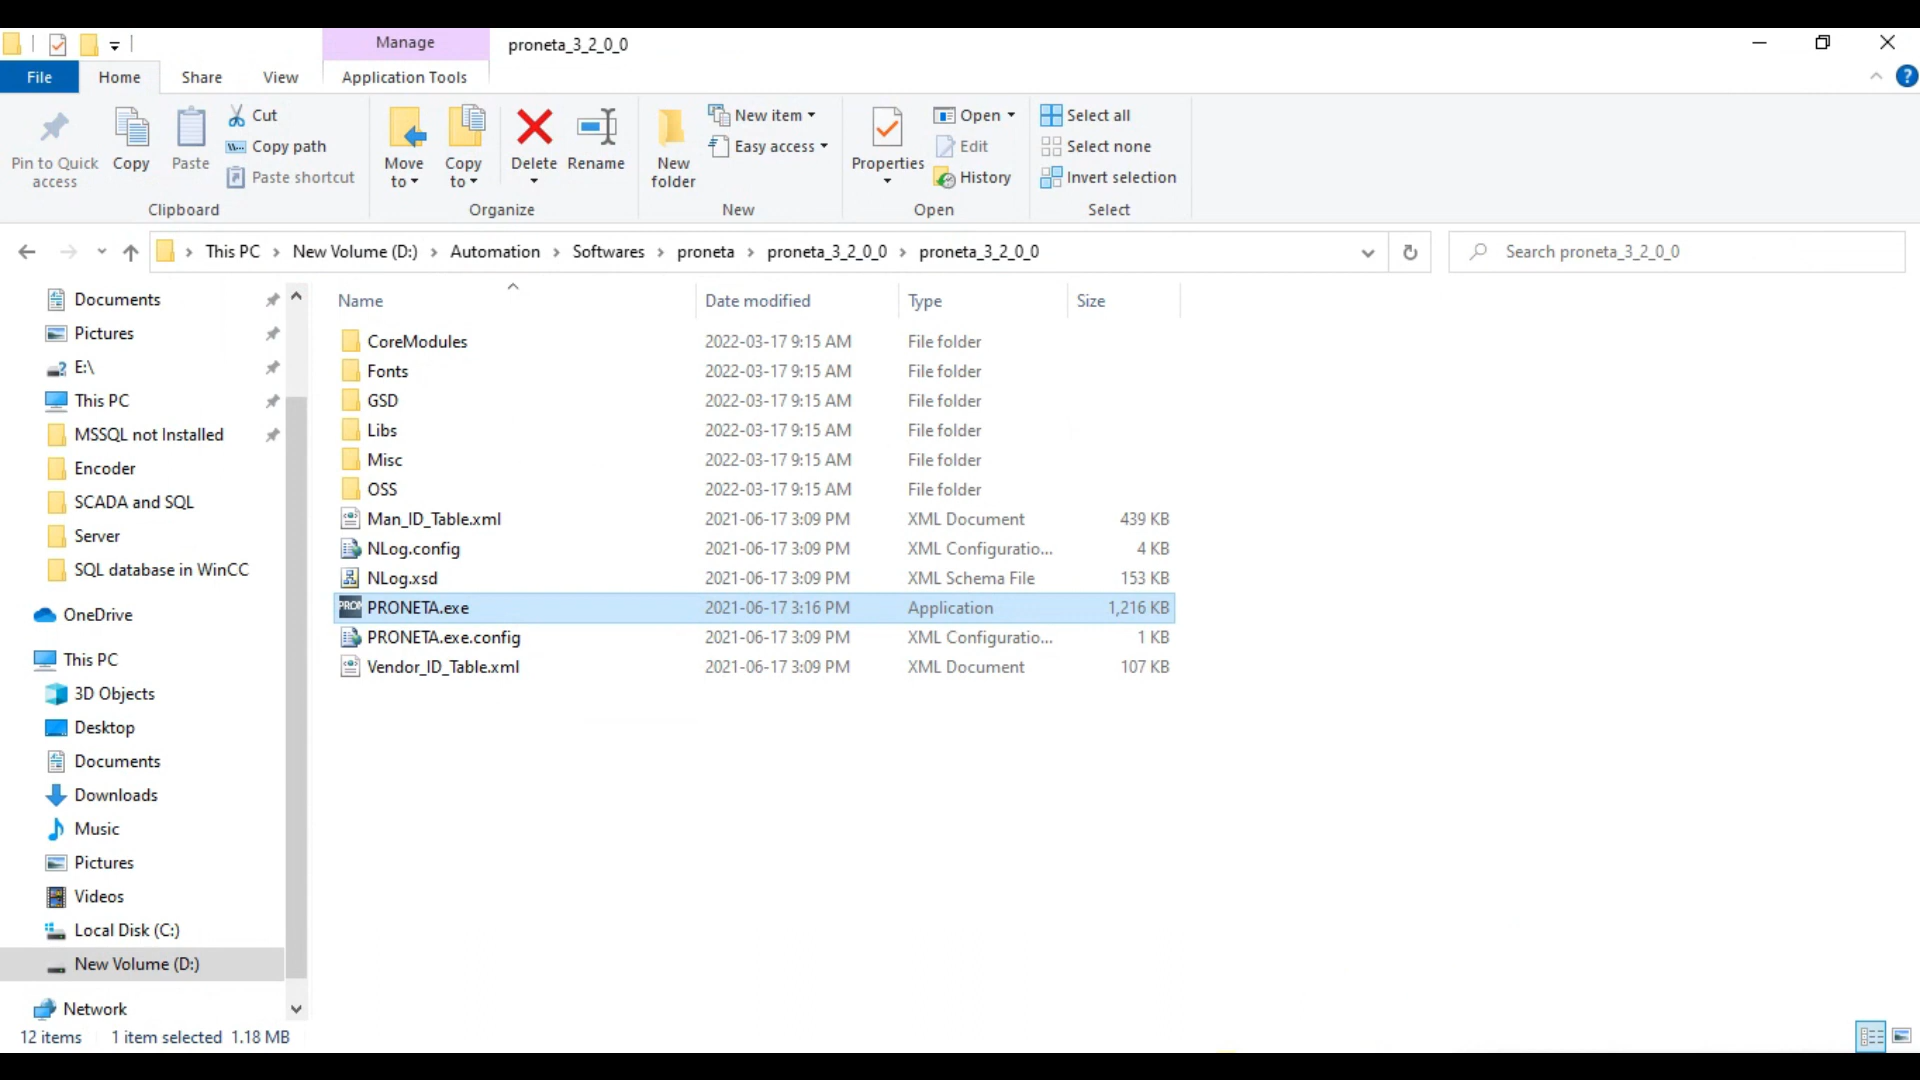 Manage
proneta_3_2_0_0
File
Home
Share
View
Application Tools
Pin to Quick access
Copy
Paste
Cut
Copy path
Paste shortcut
Clipboard
Move to
Copy to
Delete
Rename
Organize
New folder
New item
Easy access
New
Properties
Open
Edit
History
Open
Select all
Select none
Invert selection
Select
This PC > New Volume (D:) > Automation > Softwares > proneta > proneta_3_2_0_0 > proneta_3_2_0_0
Search proneta_3_2_0_0
Documents
Pictures
E:\
This PC
MSSQL not Installed
Encoder
SCADA and SQL
Server
SQL database in WinCC
OneDrive
This PC
3D Objects
Desktop
Documents
Downloads
Music
Pictures
Videos
Local Disk (C:)
New Volume (D:)
Network
Name Date modified Type Size
CoreModules 2022-03-17 9:15 AM File folder
Fonts 2022-03-17 9:15 AM File folder
GSD 2022-03-17 9:15 AM File folder
Libs 2022-03-17 9:15 AM File folder
Misc 2022-03-17 9:15 AM File folder
OSS 2022-03-17 9:15 AM File folder
Man_ID_Table.xml 2021-06-17 3:09 PM XML Document 439 KB
NLog.config 2021-06-17 3:09 PM XML Configuratio... 4 KB
NLog.xsd 2021-06-17 3:09 PM XML Schema File 153 KB
PRONETA.exe 2021-06-17 3:16 PM Application 1,216 KB
PRONETA.exe.config 2021-06-17 3:09 PM XML Configuratio... 1 KB
Vendor_ID_Table.xml 2021-06-17 3:09 PM XML Document 107 KB
12 items 1 item selected 1.18 MB